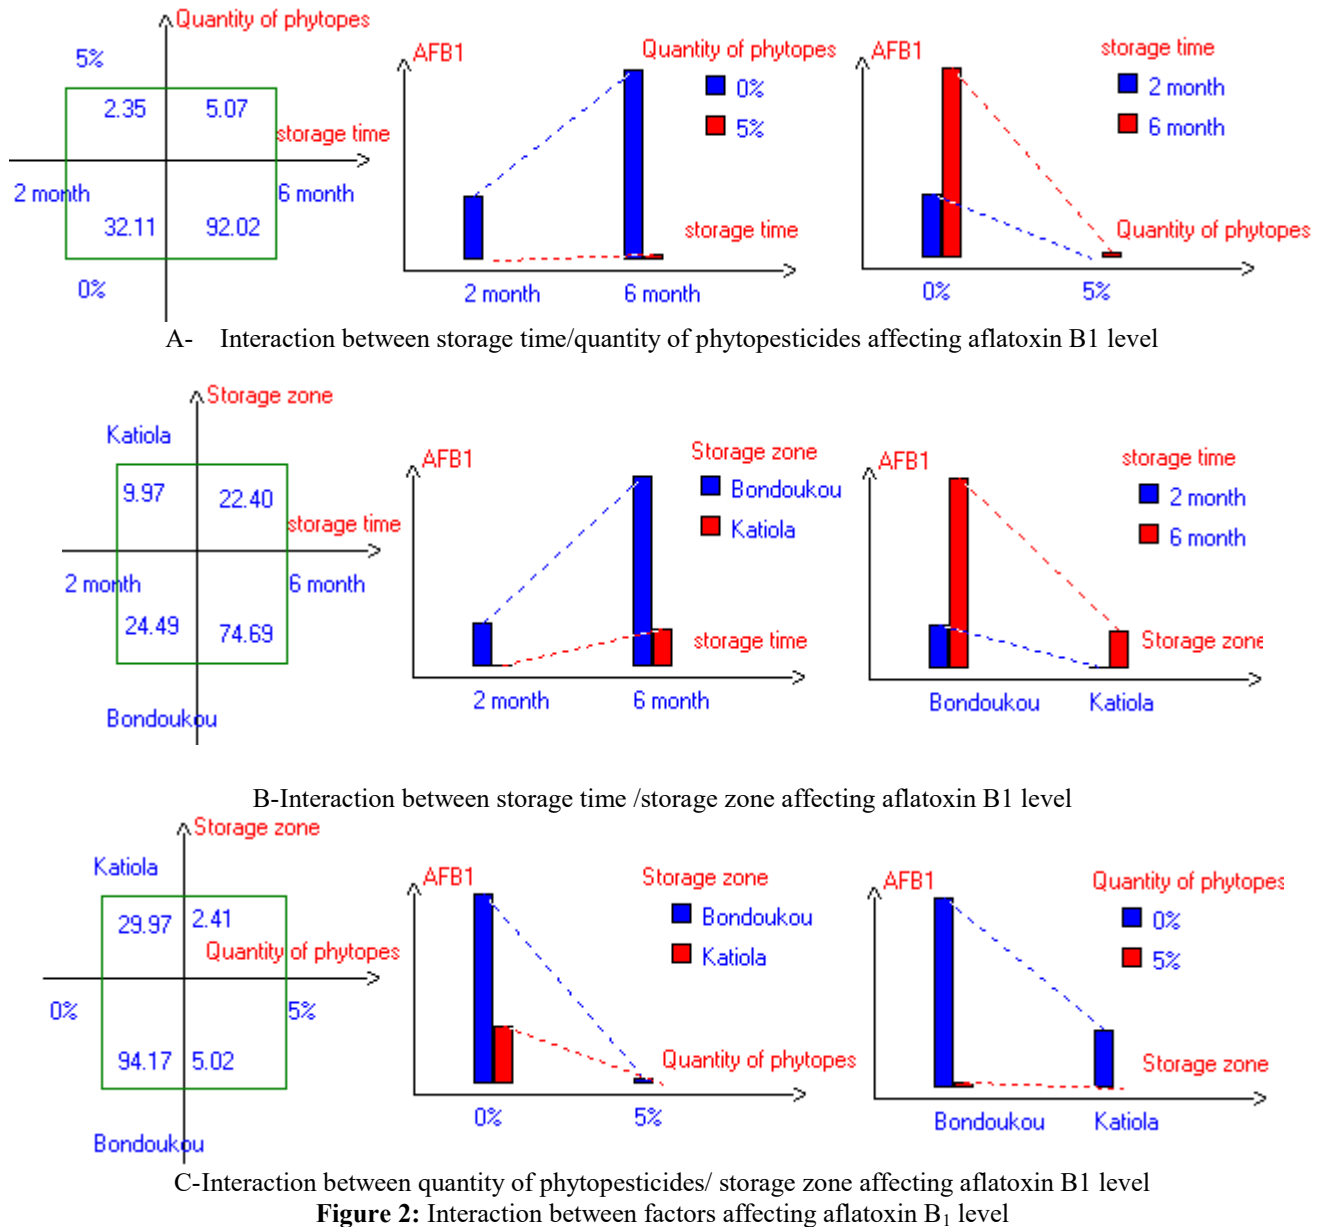 Quantity of phytopes
5%
2.35 5.07
storage time
2 month 6 month
32.11 92.02
0%
AFB1
Quantity of phytopes
0%
5%
storage time
2 month 6 month
AFB1
storage time
2 month
6 month
Quantity of phytopes
0% 5%
A- Interaction between storage time/quantity of phytopesticides affecting aflatoxin B1 level
Storage zone
Katiola
9.97 22.40
storage time
2 month 6 month
24.49 74.69
Bondoukou
AFB1
Storage zone
Bondoukou
Katiola
storage time
2 month 6 month
AFB1
storage time
2 month
6 month
Storage zone
Bondoukou Katiola
B-Interaction between storage time /storage zone affecting aflatoxin B1 level
Storage zone
Katiola
29.97 2.41
Quantity of phytopes
0% 5%
94.17 5.02
Bondoukou
AFB1
Storage zone
Bondoukou
Katiola
Quantity of phytopes
0% 5%
AFB1
Quantity of phytopes
0%
5%
Storage zone
Bondoukou Katiola
C-Interaction between quantity of phytopesticides/ storage zone affecting aflatoxin B1 level
Figure 2: Interaction between factors affecting aflatoxin B₁ level